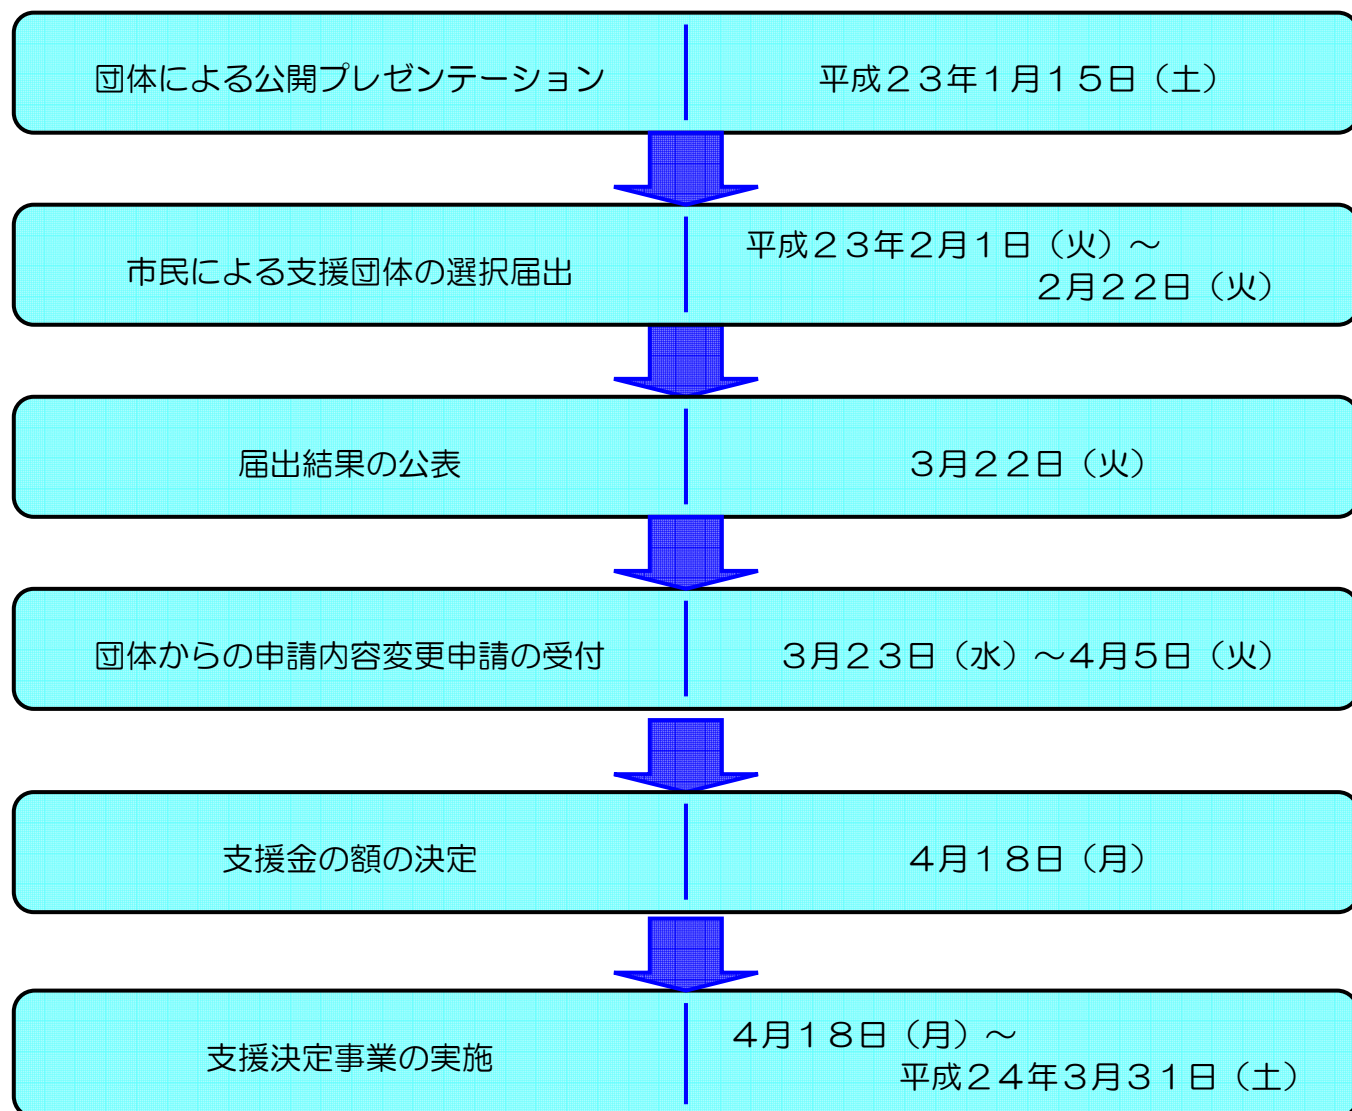 団体による公開プレゼンテーション
平成２３年１月１５日（土）
市民による支援団体の選択届出
平成２３年２月１日（火）～
２月２２日（火）
届出結果の公表
３月２２日（火）
団体からの申請内容変更申請の受付
３月２３日（水）～４月５日（火）
支援金の額の決定
４月１８日（月）
支援決定事業の実施
４月１８日（月）～
平成２４年３月３１日（土）